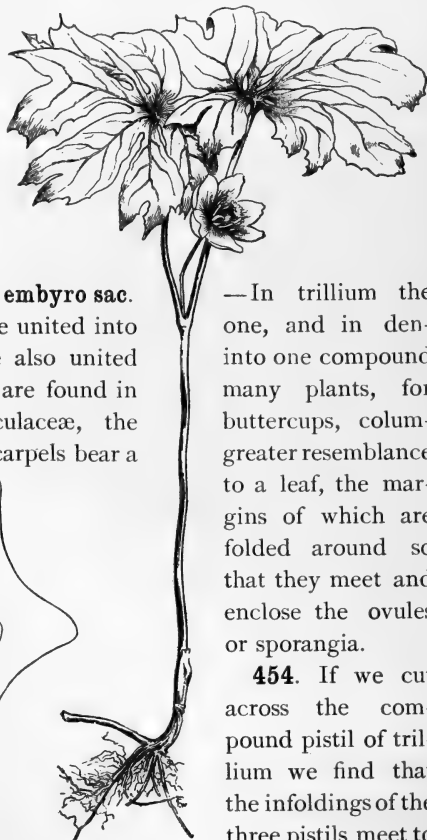 embyro sac. —In trillium the
e united into one, and in den-
e also united into one compound
are found in many plants, for
culaceæ, the buttercups, colum-
carpels bear a greater resemblance
to a leaf, the mar-
gins of which are
folded around so
that they meet and
enclose the ovules
or sporangia.
454. If we cut
across the com-
pound pistil of tril-
lium we find that
the infoldings of the
three pistils meet to